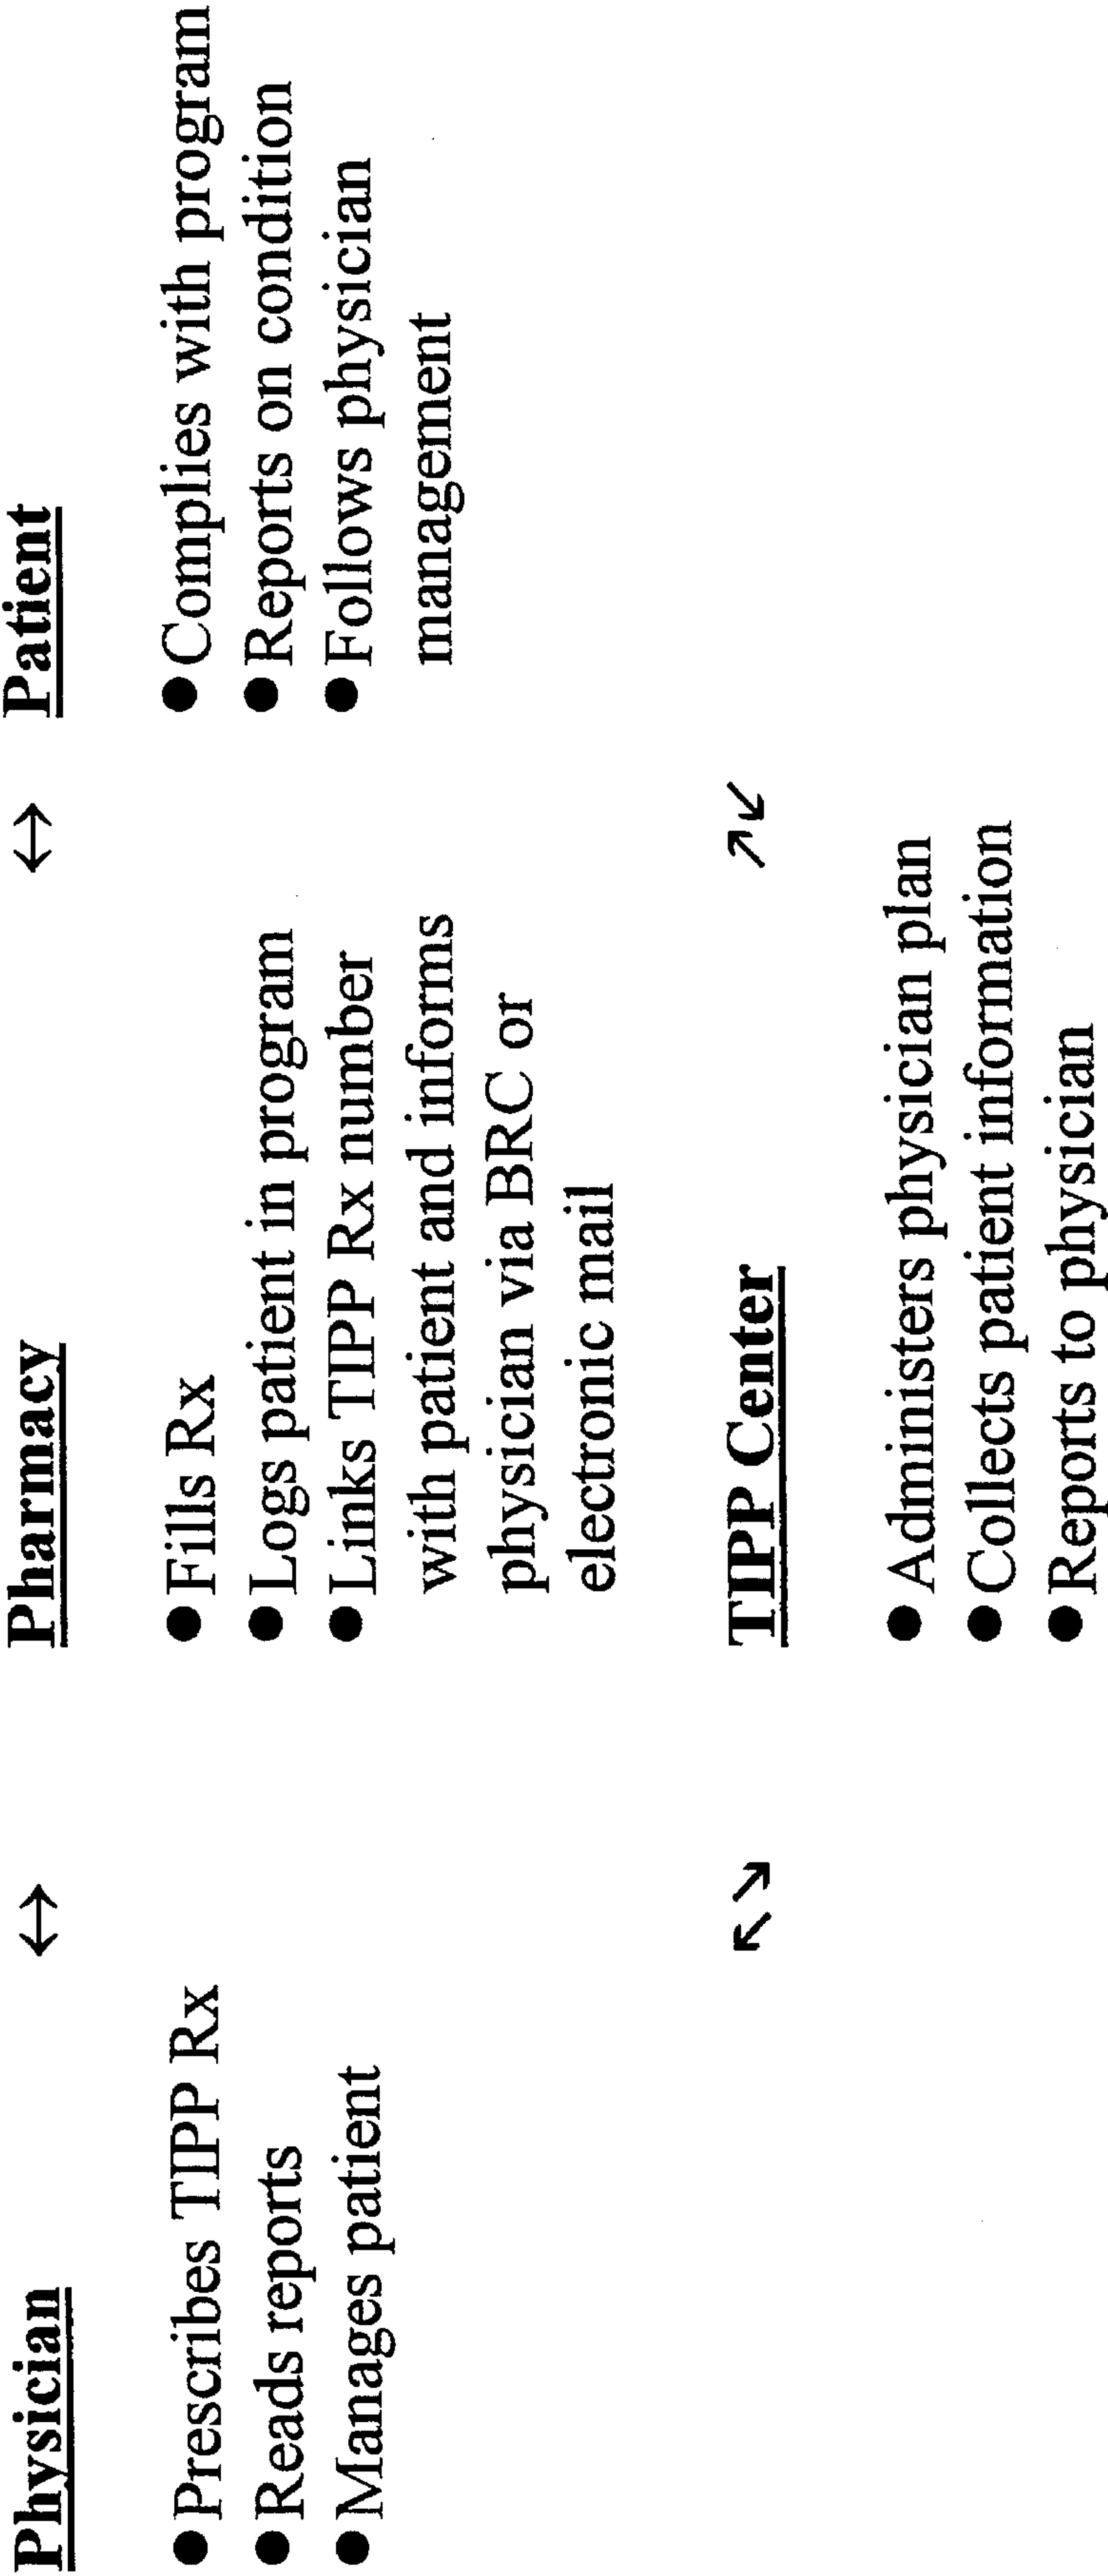 Physician ↔ Pharmacy ↔ Patient
● Prescribes TIPP Rx
● Reads reports
● Manages patient
● Fills Rx
● Logs patient in program
● Links TIPP Rx number
with patient and informs
physician via BRC or
electronic mail
● Complies with program
● Reports on condition
● Follows physician
management
↖↘ TIPP Center ↗↙
● Administers physician plan
● Collects patient information
● Reports to physician